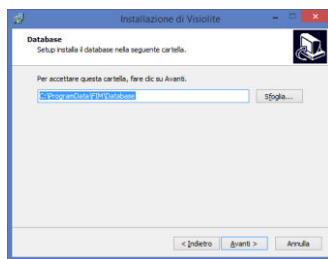 Installazione di Visiolite
Database
Setup installa il database nella seguente cartella.
Per accettare questa cartella, fare clic su Avanti.
C:\ProgramData\FIM\Database
Sfoglia...
< Indietro Avanti > Annulla